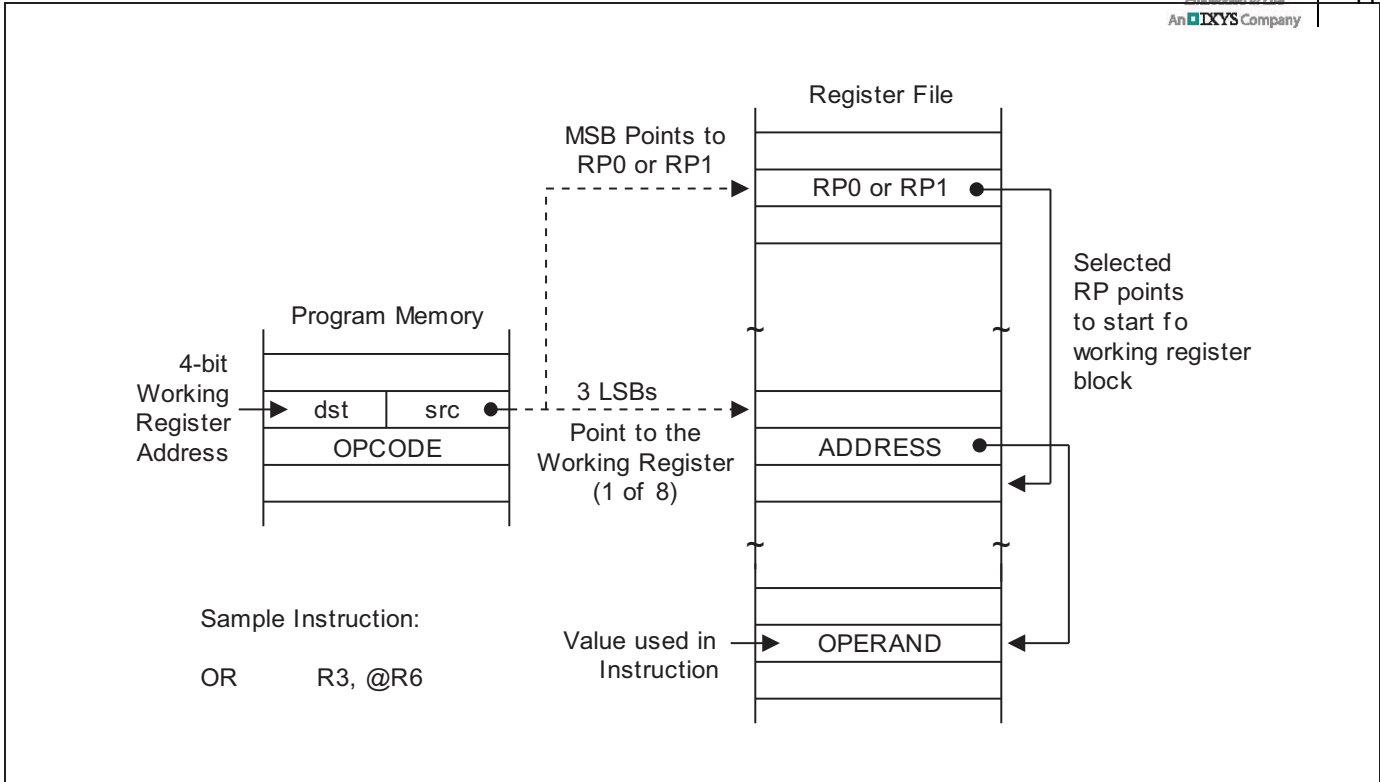 An IXYS Company
Register File
MSB Points to
RP0 or RP1
RP0 or RP1
Selected
RP points
to start fo
working register
block
Program Memory
4-bit
Working
Register
Address
dst
src
OPCODE
3 LSBs
Point to the
Working Register
(1 of 8)
ADDRESS
~
~
~
~
Sample Instruction:
OR R3, @R6
Value used in
Instruction
OPERAND